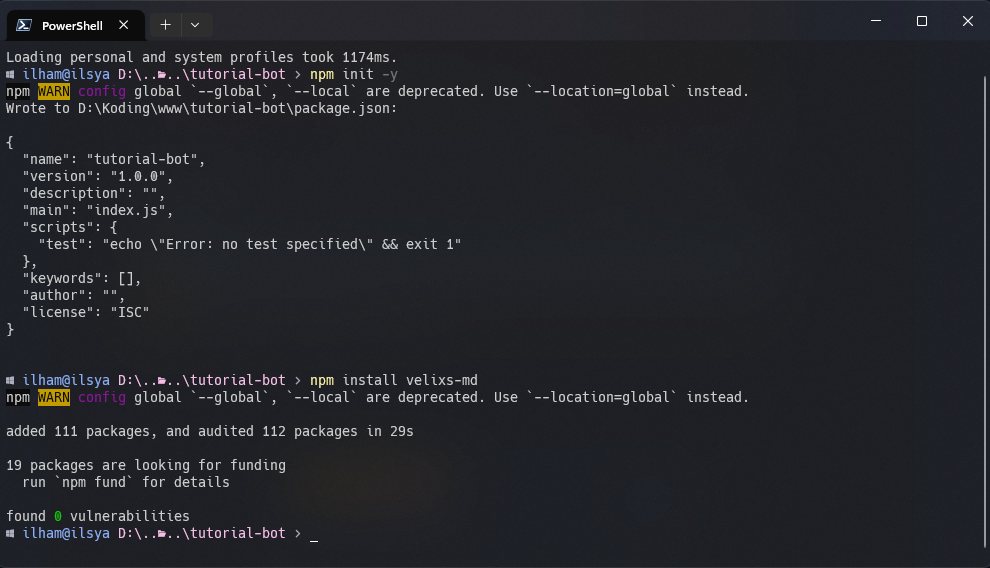 PowerShell
Loading personal and system profiles took 1174ms.
ilham@ilsya D:\....\tutorial-bot > npm init -y
npm WARN config global `--global`, `--local` are deprecated. Use `--location=global` instead.
Wrote to D:\Koding\www\tutorial-bot\package.json:
{
  "name": "tutorial-bot",
  "version": "1.0.0",
  "description": "",
  "main": "index.js",
  "scripts": {
    "test": "echo \"Error: no test specified\" && exit 1"
  },
  "keywords": [],
  "author": "",
  "license": "ISC"
}
ilham@ilsya D:\....\tutorial-bot > npm install velixs-md
npm WARN config global `--global`, `--local` are deprecated. Use `--location=global` instead.
added 111 packages, and audited 112 packages in 29s
19 packages are looking for funding
  run `npm fund` for details
found 0 vulnerabilities
ilham@ilsya D:\....\tutorial-bot > _